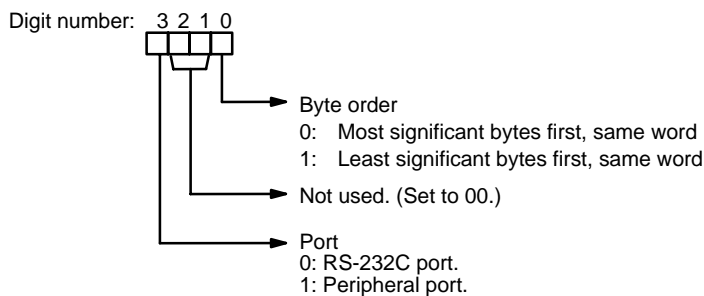 Digit number: 3 2 1 0
Byte order
0: Most significant bytes first, same word
1: Least significant bytes first, same word
Not used. (Set to 00.)
Port
0: RS-232C port.
1: Peripheral port.